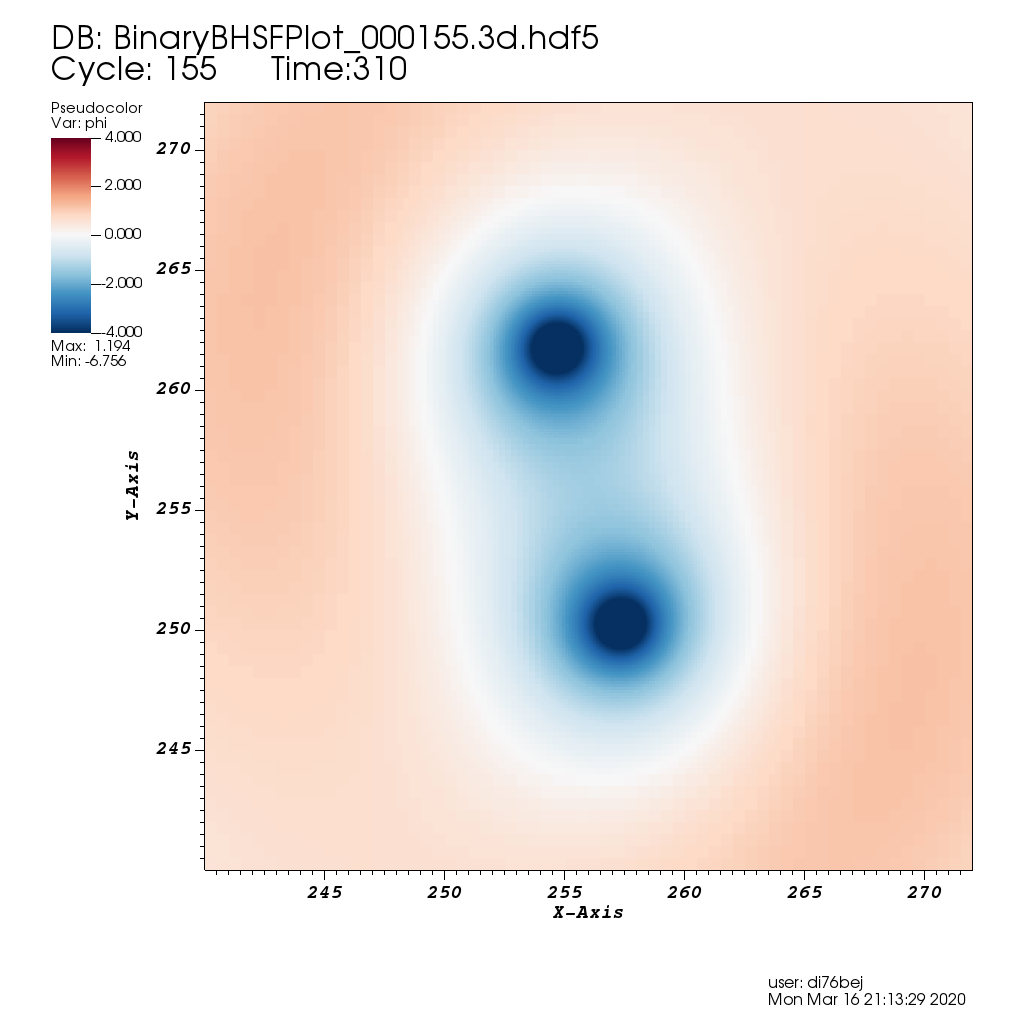 DB: BinaryBHSFPlot_000155.3d.hdf5
Cycle: 155 Time:310
Pseudocolor
Var: phi
4.000
2.000
0.000
-2.000
-4.000
Max: 1.194
Min: -6.756
270
265
260
255
250
245
Y-Axis
245 250 255 260 265 270
X-Axis
user: di76bej
Mon Mar 16 21:13:29 2020